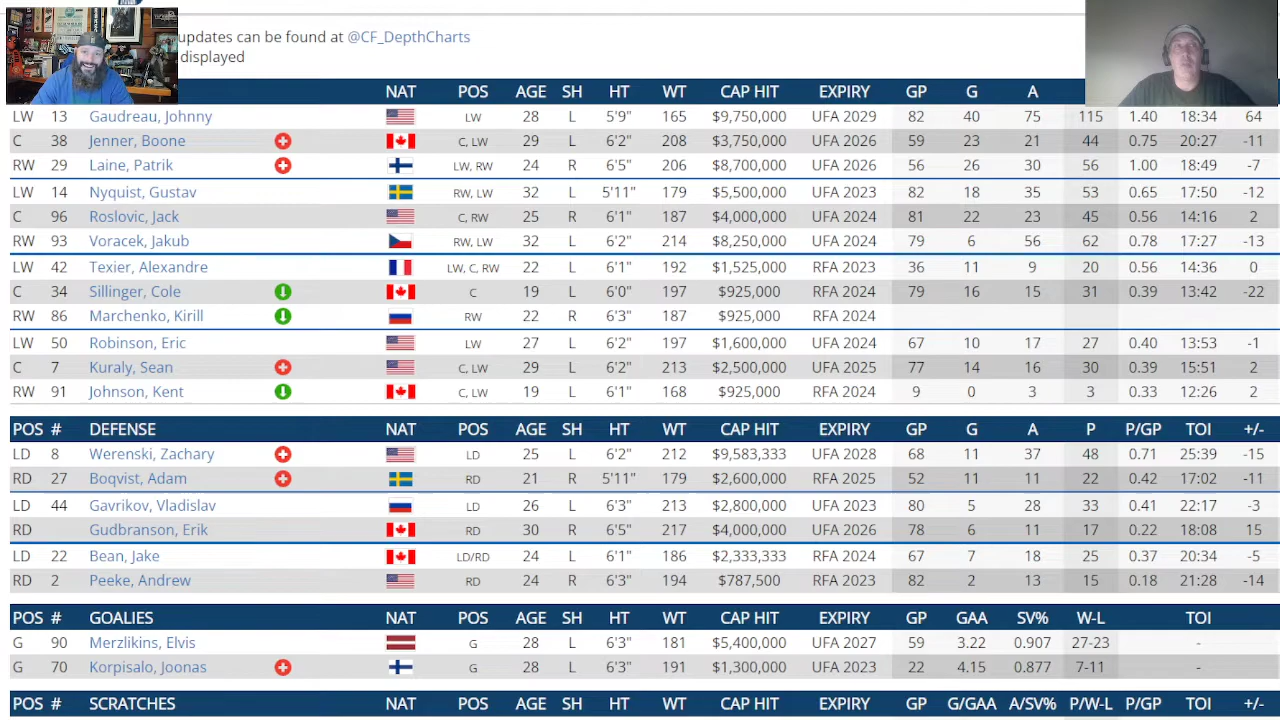 updates can be found at @CF_DepthCharts
displayed
NAT POS AGE SH HT WT CAP HIT EXPIRY GP G A
LW 13 Gaudreau, Johnny LW 28 L 5'9" 165 $9,750,000 UFA 2029 82 40 75 115 1.40 18:34 64
C 38 Jenner, Boone C, LW 29 L 6'2" 208 $3,750,000 UFA 2026 59 23 21 44 0.75 20:27 -11
RW 29 Laine, Patrik LW, RW 24 R 6'5" 206 $8,700,000 UFA 2026 56 26 30 56 1.00 18:49 -7
LW 14 Nyquist, Gustav RW, LW 32 L 5'11" 179 $5,500,000 UFA 2023 82 18 35 0.65 17:50 -12
C 96 Roslovic, Jack C, RW 25 R 6'1" 187 $4,000,000 UFA 2024 81 22 23 0.56 14:16 2
RW 93 Voracek, Jakub RW, LW 32 L 6'2" 214 $8,250,000 UFA 2024 79 6 56 62 0.78 17:27 -13
LW 42 Texier, Alexandre LW, C, RW 22 L 6'1" 192 $1,525,000 RFA 2023 36 11 9 20 0.56 14:36 0
C 34 Sillinger, Cole C 19 L 6'0" 197 $925,000 RFA 2024 79 16 15 31 0.39 13:42 -22
RW 86 Marchenko, Kirill RW 22 R 6'3" 187 $925,000 RFA 2024
LW 50 Robinson, Eric LW 27 L 6'2" 197 $1,600,000 UFA 2024 67 10 17 27 0.40 13:53 -1
C 7 Kuraly, Sean C, LW 29 L 6'2" 213 $2,500,000 UFA 2025 77 14 16 30 0.39 15:51 2
RW 91 Johnson, Kent C, LW 19 L 6'1" 168 $925,000 RFA 2024 9 0 3 3 0.33 12:26 2
POS # DEFENSE NAT POS AGE SH HT WT CAP HIT EXPIRY GP G A P P/GP TOI +/-
LD 8 Werenski, Zachary LD 25 L 6'2" 212 $9,583,333 UFA 2028 68 11 37 48 0.71 25:39 -15
RD 27 Boqvist, Adam RD 21 R 5'11" 179 $2,600,000 RFA 2025 52 11 11 22 0.42 17:02 -11
LD 44 Gavrikov, Vladislav LD 26 L 6'3" 213 $2,800,000 UFA 2023 80 5 28 33 0.41 22:17 -3
RD Gudbranson, Erik RD 30 R 6'5" 217 $4,000,000 UFA 2026 78 6 11 17 0.22 18:08 15
LD 22 Bean, Jake LD/RD 24 L 6'1" 186 $2,333,333 RFA 2024 67 7 18 25 0.37 20:34 -5
RD 2 Peeke, Andrew RD 24 R 6'3" 194 $787,500 RFA 2023 82 2 13 15 0.18 21:28 -14
POS # GOALIES NAT POS AGE SH HT WT CAP HIT EXPIRY GP GAA SV% W-L TOI
G 90 Merzlikins, Elvis G 28 L 6'3" 181 $5,400,000 UFA 2027 59 3.22 0.907 27-23 -
G 70 Korpisalo, Joonas G 28 L 6'3" 191 $1,300,000 UFA 2023 22 4.15 0.877 7-11 -
POS # SCRATCHES NAT POS AGE SH HT WT CAP HIT EXPIRY GP G/GAA A/SV% P/W-L P/GP TOI +/-